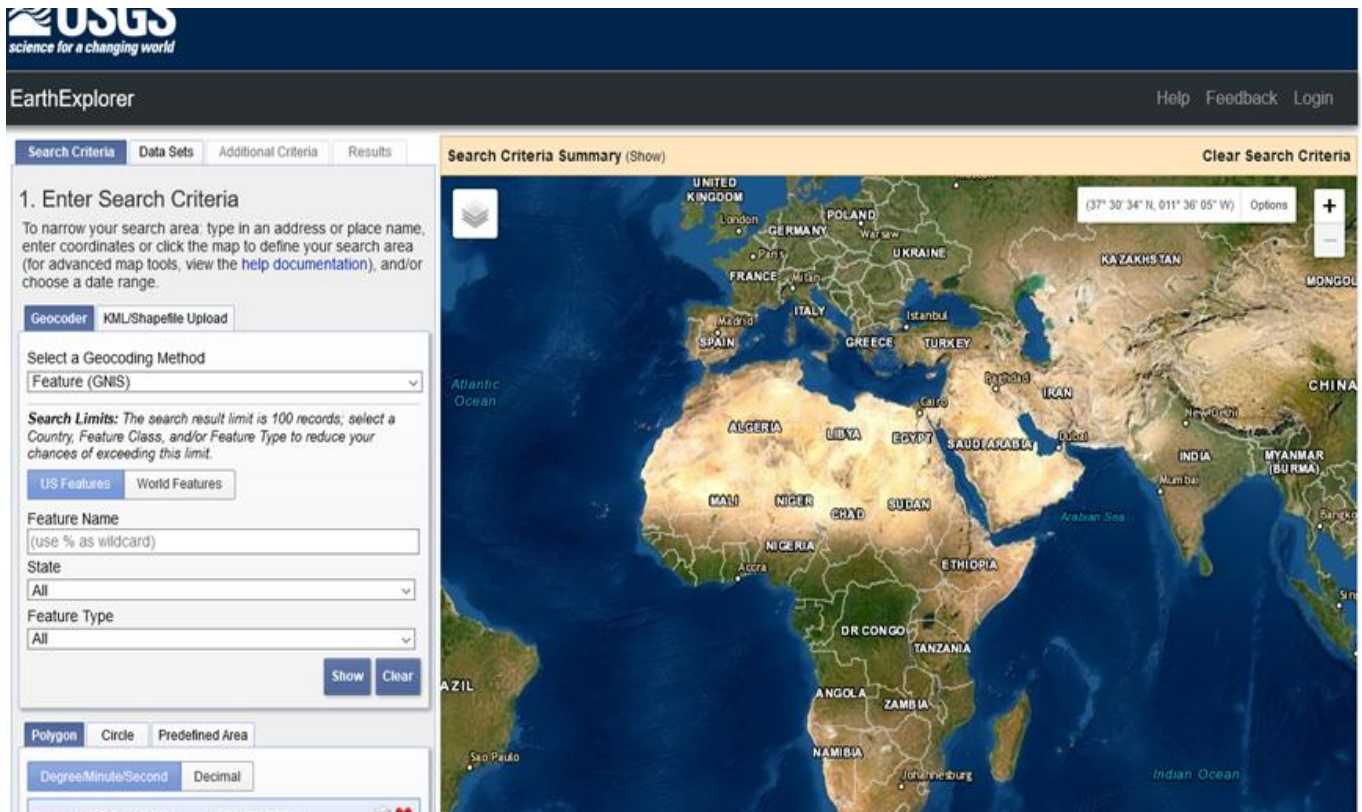 USGS
science for a changing world
EarthExplorer
Help Feedback Login
Search Criteria Data Sets Additional Criteria Results
1. Enter Search Criteria
To narrow your search area: type in an address or place name,
enter coordinates or click the map to define your search area
(for advanced map tools, view the help documentation), and/or
choose a date range.
Geocoder KML/Shapefile Upload
Select a Geocoding Method
Feature (GNIS)
Search Limits: The search result limit is 100 records; select a
Country, Feature Class, and/or Feature Type to reduce your
chances of exceeding this limit.
US Features World Features
Feature Name
(use % as wildcard)
State
All
Feature Type
All
Show Clear
Polygon Circle Predefined Area
Degree/Minute/Second Decimal
Search Criteria Summary (Show)
Clear Search Criteria
(37° 30' 34" N, 011° 36' 05" W) Options
+
−
UNITED
KINGDOM
London
POLAND
GERMANY
Warsaw
Paris
UKRAINE
KAZAKHSTAN
FRANCE
Milan
MONGOL
ITALY
Istanbul
Madrid
SPAIN
GREECE
TURKEY
Atlantic
Ocean
Baghdad
IRAN
CHINA
Cairo
New Delhi
ALGERIA
LIBYA
EGYPT
SAUDI ARABIA
Dubai
INDIA
MYANMAR
(BURMA)
Mumbai
MALI
NIGER
CHAD
SUDAN
Arabian Sea
Bangko
NIGERIA
Accra
ETHIOPIA
Sin
DR CONGO
TANZANIA
AZIL
ANGOLA
ZAMBIA
Sao Paulo
NAMIBIA
Johannesburg
Indian Ocean